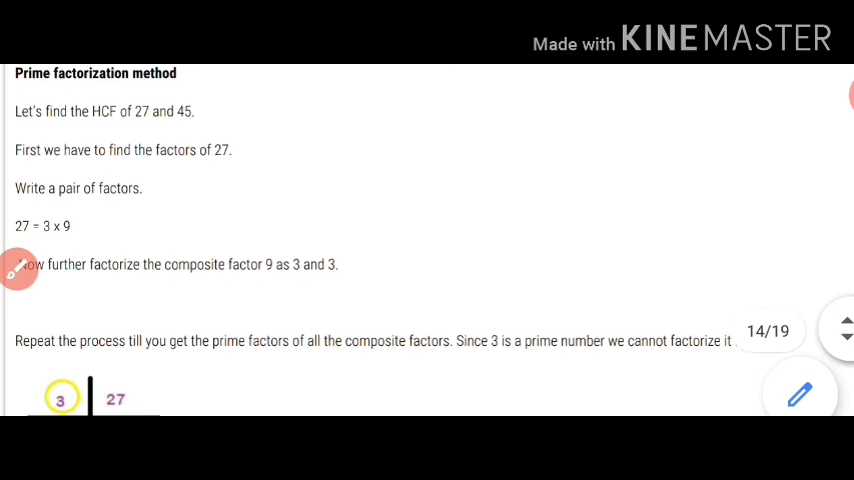 Made with KINEMASTER
Prime factorization method
Let's find the HCF of 27 and 45.
First we have to find the factors of 27.
Write a pair of factors.
27 = 3 x 9
Now further factorize the composite factor 9 as 3 and 3.
Repeat the process till you get the prime factors of all the composite factors. Since 3 is a prime number we cannot factorize it
14/19
3 27